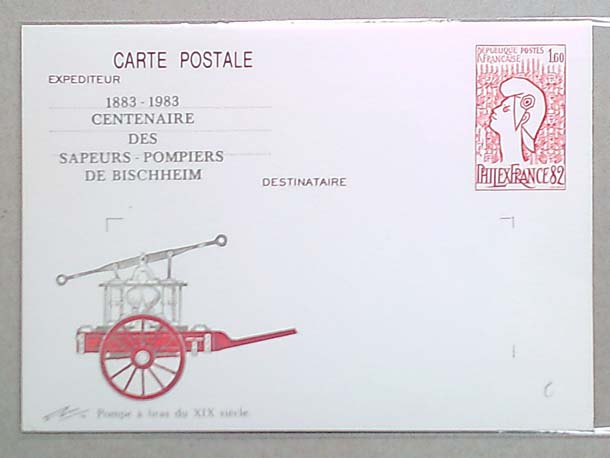 CARTE POSTALE
EXPEDITEUR
1883-1983
CENTENAIRE
DES
SAPEURS-POMPIERS
DE BISCHHEIM
DESTINATAIRE
REPUBLIQUE POSTES
FRANCAISE 1,60
PHILEXFRANCE 82
Pompe a bras du XIX siècle